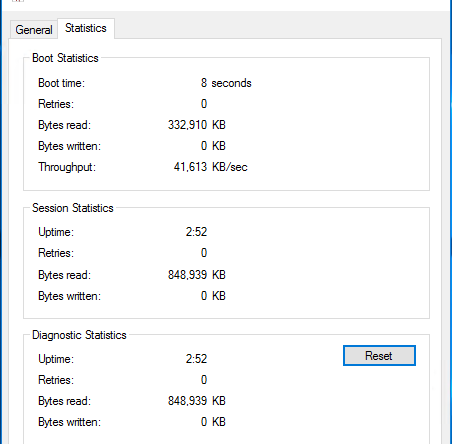 General Statistics
Boot Statistics
Boot time: 8 seconds
Retries: 0
Bytes read: 332,910 KB
Bytes written: 0 KB
Throughput: 41,613 KB/sec
Session Statistics
Uptime: 2:52
Retries: 0
Bytes read: 848,939 KB
Bytes written: 0 KB
Diagnostic Statistics
Reset
Uptime: 2:52
Retries: 0
Bytes read: 848,939 KB
Bytes written: 0 KB